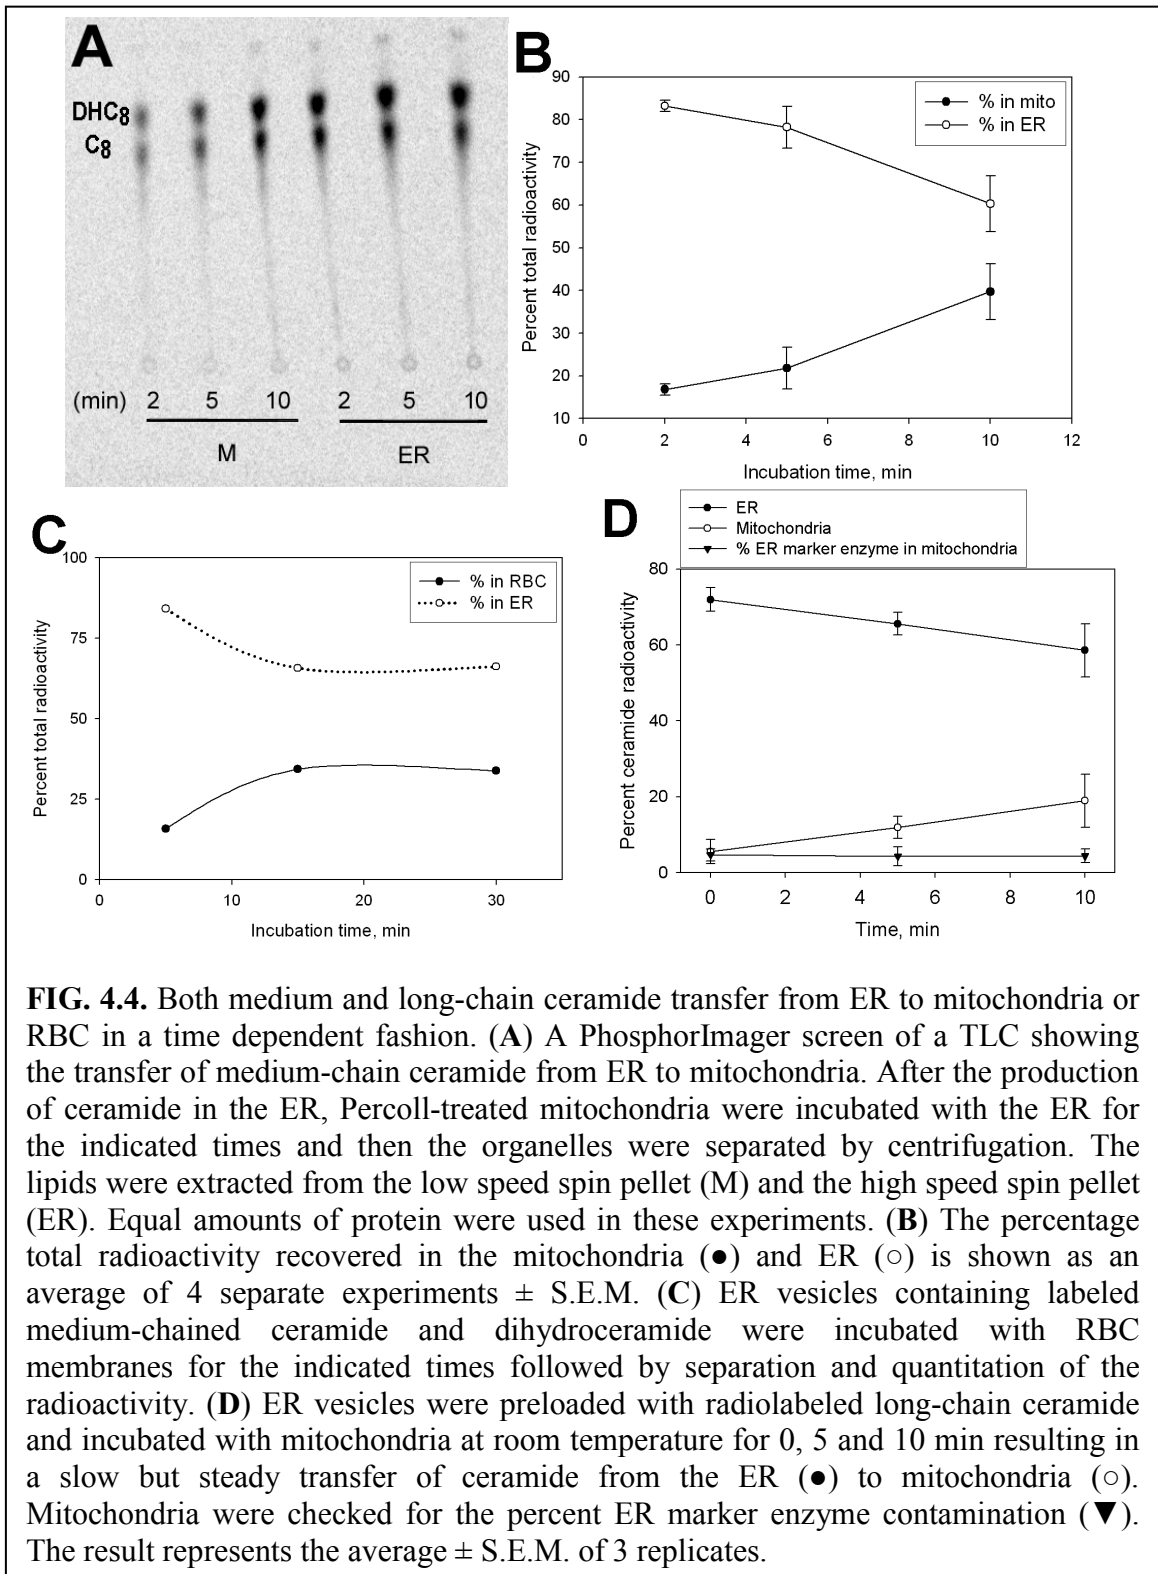 A
DHC8
C8
(min) 2 5 10 2 5 10
M ER
B
90
80
70
60
50
40
30
20
10
0 2 4 6 8 10 12
Percent total radioactivity
Incubation time, min
% in mito
% in ER
C
100
75
50
25
0
0 10 20 30
Percent total radioactivity
Incubation time, min
% in RBC
% in ER
D
ER
Mitochondria
% ER marker enzyme in mitochondria
80
60
40
20
0
0 2 4 6 8 10
Percent ceramide radioactivity
Time, min
FIG. 4.4. Both medium and long-chain ceramide transfer from ER to mitochondria or
RBC in a time dependent fashion. (A) A PhosphorImager screen of a TLC showing
the transfer of medium-chain ceramide from ER to mitochondria. After the production
of ceramide in the ER, Percoll-treated mitochondria were incubated with the ER for
the indicated times and then the organelles were separated by centrifugation. The
lipids were extracted from the low speed spin pellet (M) and the high speed spin pellet
(ER). Equal amounts of protein were used in these experiments. (B) The percentage
total radioactivity recovered in the mitochondria (●) and ER (○) is shown as an
average of 4 separate experiments ± S.E.M. (C) ER vesicles containing labeled
medium-chained ceramide and dihydroceramide were incubated with RBC
membranes for the indicated times followed by separation and quantitation of the
radioactivity. (D) ER vesicles were preloaded with radiolabeled long-chain ceramide
and incubated with mitochondria at room temperature for 0, 5 and 10 min resulting in
a slow but steady transfer of ceramide from the ER (●) to mitochondria (○).
Mitochondria were checked for the percent ER marker enzyme contamination (▼).
The result represents the average ± S.E.M. of 3 replicates.